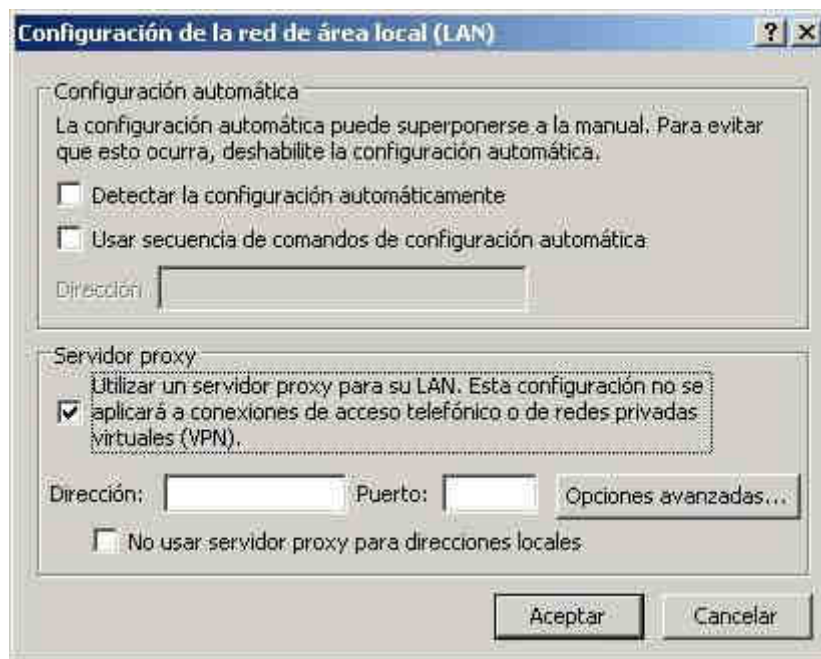 Configuración de la red de área local (LAN)
Configuración automática
La configuración automática puede superponerse a la manual. Para evitar
que esto ocurra, deshabilite la configuración automática.
Detectar la configuración automáticamente
Usar secuencia de comandos de configuración automática
Dirección
Servidor proxy
Utilizar un servidor proxy para su LAN. Esta configuración no se
aplicará a conexiones de acceso telefónico o de redes privadas
virtuales (VPN).
Dirección: Puerto: Opciones avanzadas...
No usar servidor proxy para direcciones locales
Aceptar Cancelar